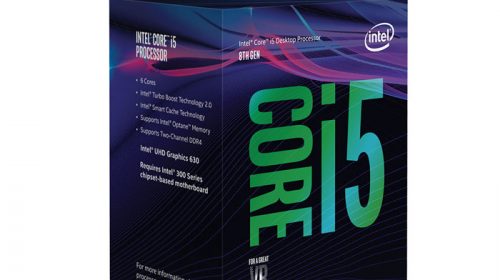 INTEL® CORE™ i5
PROCESSOR
• 6 Cores
• Intel® Turbo Boost Technology 2.0
• Intel® Smart Cache Technology
• Supports Intel® Optane™ Memory
• Supports Two-Channel DDR4
Intel® UHD Graphics 630
Requires Intel® 300 Series
chipset-based motherboard
For more information
Intel® Core™ i5 Desktop Processor
8TH GEN
intel®
CORE
i5
FOR A GREAT
VR